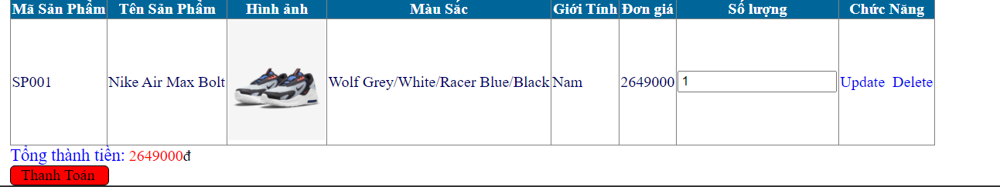 Mã Sản Phẩm Tên Sản Phẩm Hình ảnh Màu Sắc Giới Tính Đơn giá Số lượng Chức Năng
SP001 Nike Air Max Bolt Wolf Grey/White/Racer Blue/Black Nam 2649000 1 Update Delete
Tổng thành tiền: 2649000đ
Thanh Toán